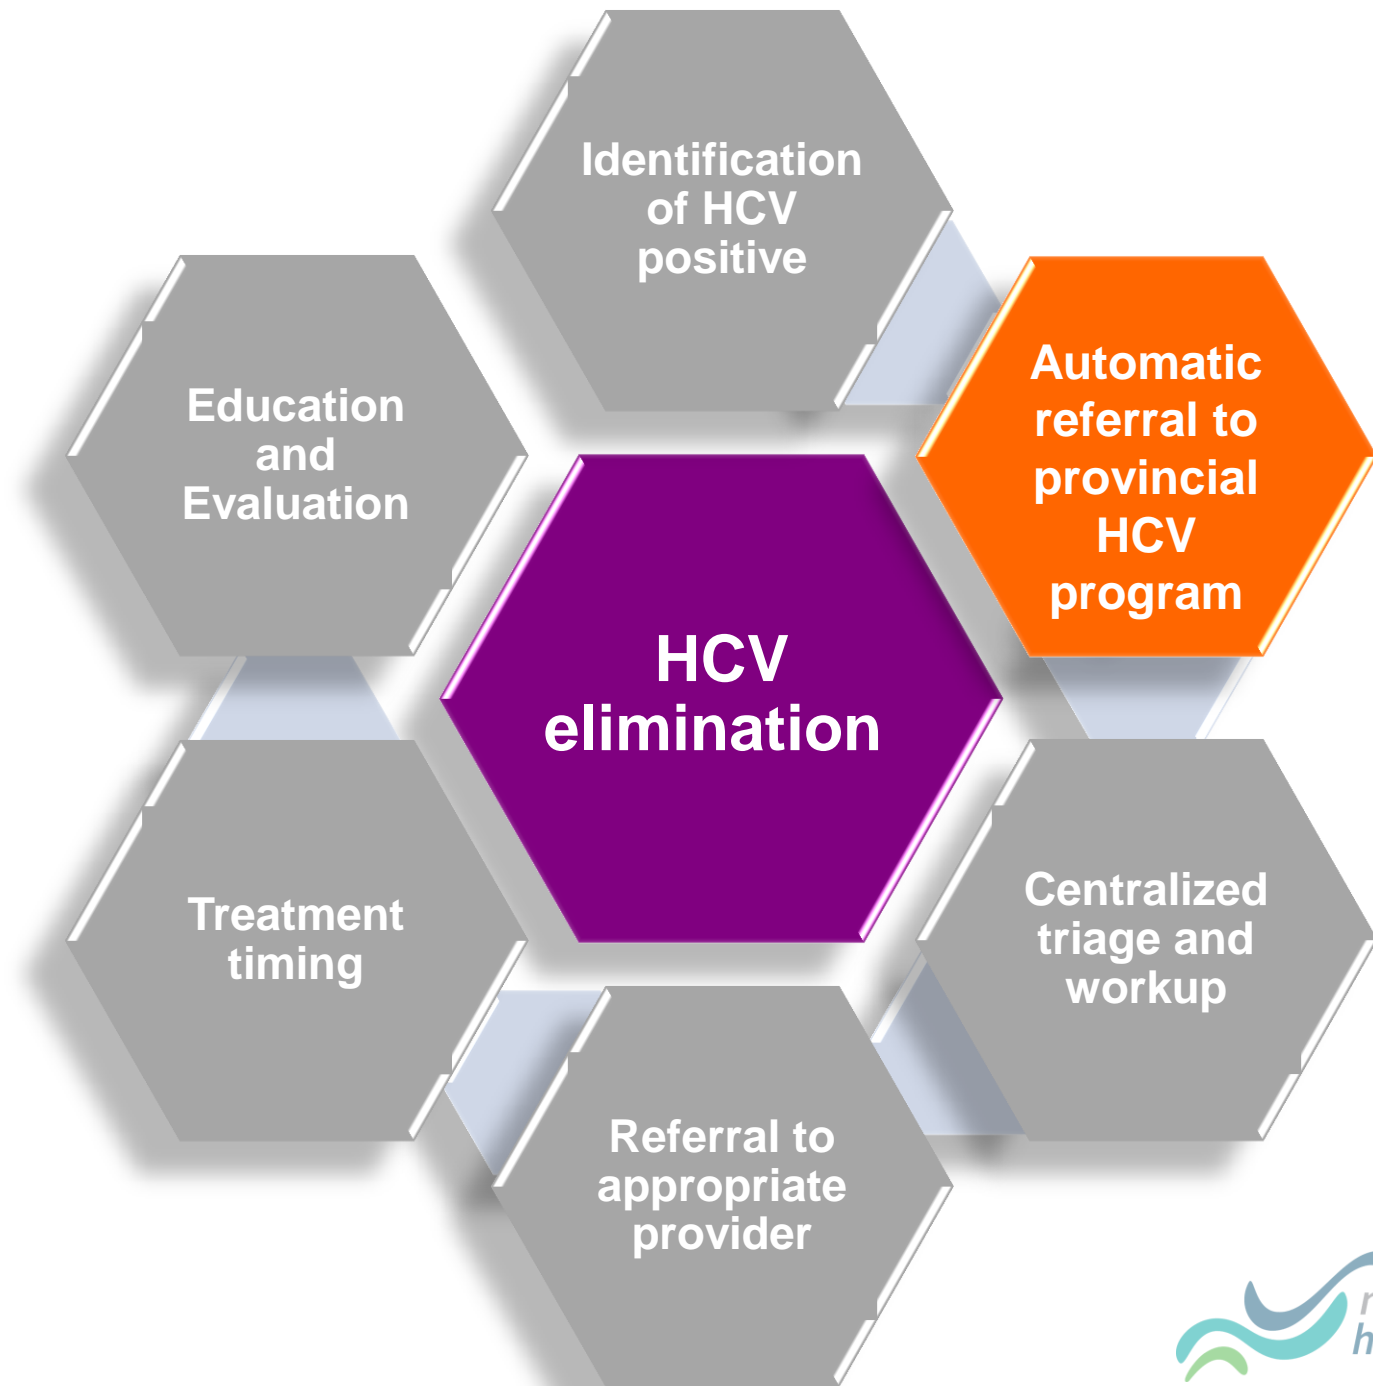 Identification
of HCV
positive
Automatic
referral to
provincial
HCV
program
Centralized
triage and
workup
Referral to
appropriate
provider
Treatment
timing
Education
and
Evaluation
HCV
elimination